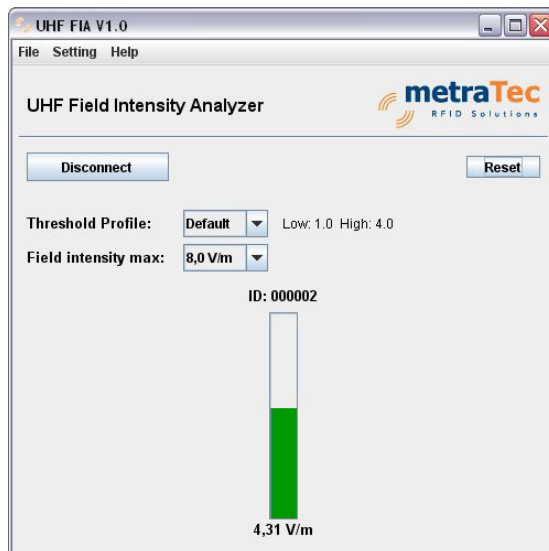 UHF FIA V1.0
File Setting Help
UHF Field Intensity Analyzer
metraTec
RFID Solutions
Disconnect
Reset
Threshold Profile: Default Low: 1.0 High: 4.0
Field intensity max: 8,0 V/m
ID: 000002
4,31 V/m